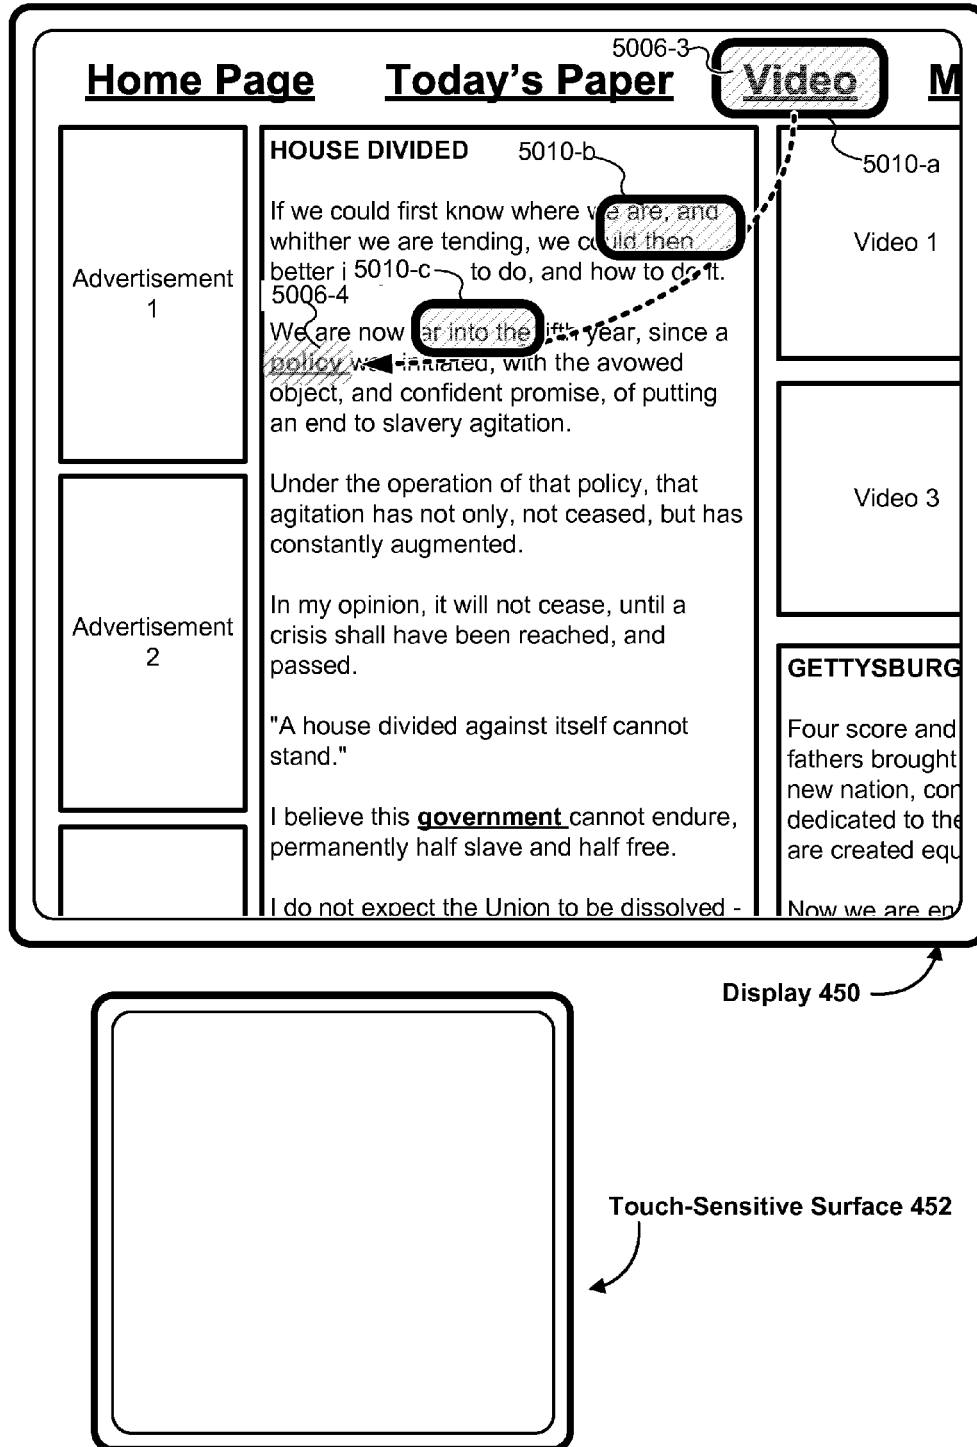 5006-3
Home Page Today's Paper Video M
5010-a
HOUSE DIVIDED 5010-b
If we could first know where we are, and
whither we are tending, we could then
better i 5010-c to do, and how to do it.
5006-4
We are now ar into the ifth year, since a
policy was initiated, with the avowed
object, and confident promise, of putting
an end to slavery agitation.
Under the operation of that policy, that
agitation has not only, not ceased, but has
constantly augmented.
In my opinion, it will not cease, until a
crisis shall have been reached, and
passed.
"A house divided against itself cannot
stand."
I believe this government cannot endure,
permanently half slave and half free.
I do not expect the Union to be dissolved -
Advertisement
1
Advertisement
2
Video 1
Video 3
GETTYSBURG
Four score and
fathers brought
new nation, con
dedicated to the
are created equ
Now we are en
Display 450
Touch-Sensitive Surface 452